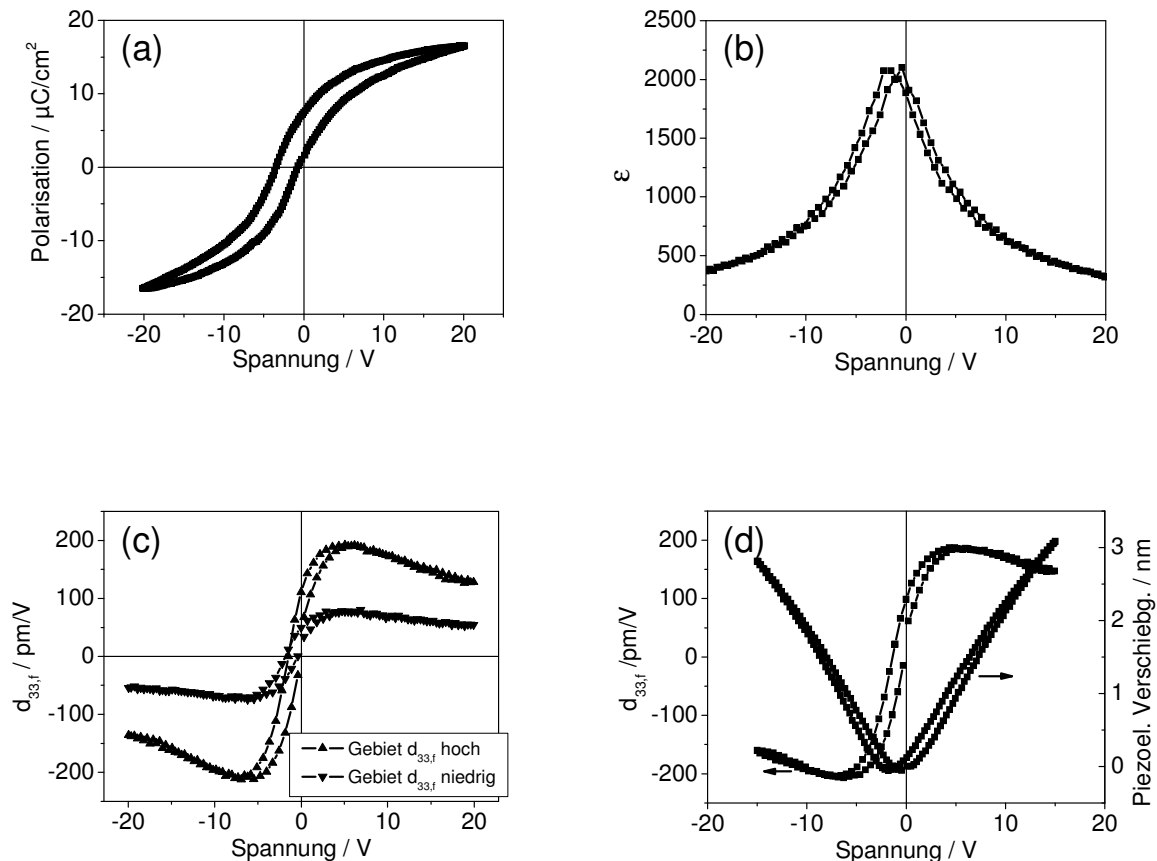 (a)
Polarisation / µC/cm²
20
10
0
-10
-20
-20 -10 0 10 20
Spannung / V
(b)
ε
2500
2000
1500
1000
500
0
-20 -10 0 10 20
Spannung / V
(c)
d33,f / pm/V
200
100
0
-100
-200
Gebiet d33,f hoch
Gebiet d33,f niedrig
-20 -10 0 10 20
Spannung / V
(d)
d33,f /pm/V
200
150
100
0
-100
-200
3
2
1
0
Piezoel. Verschiebg. / nm
-20 -10 0 10 20
Spannung / V